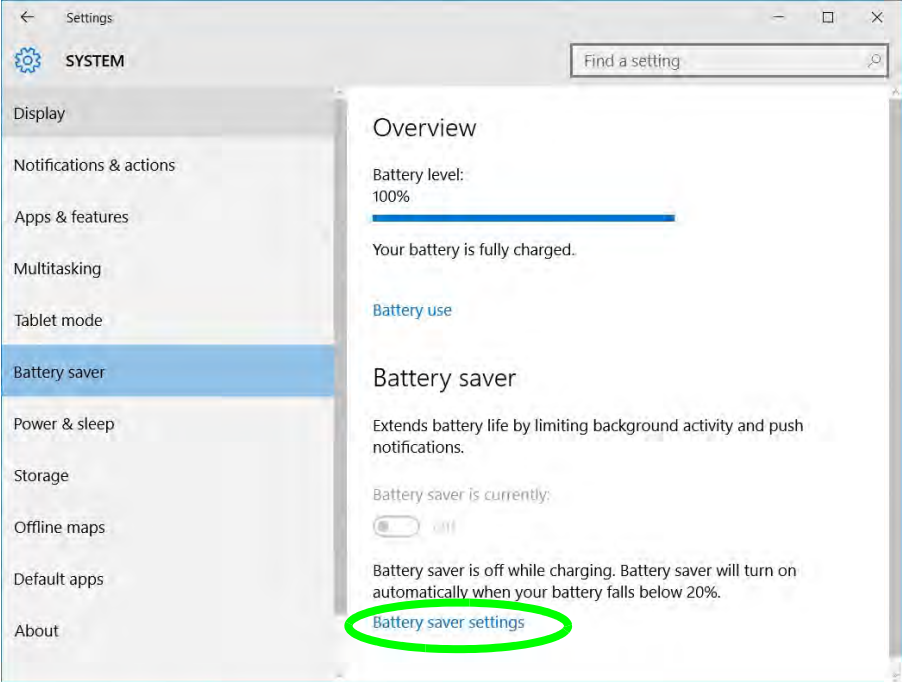 Settings
SYSTEM
Find a setting
Display
Notifications & actions
Apps & features
Multitasking
Tablet mode
Battery saver
Power & sleep
Storage
Offline maps
Default apps
About
Overview
Battery level:
100%
Your battery is fully charged.
Battery use
Battery saver
Extends battery life by limiting background activity and push
notifications.
Battery saver is currently:
Off
Battery saver is off while charging. Battery saver will turn on
automatically when your battery falls below 20%.
Battery saver settings